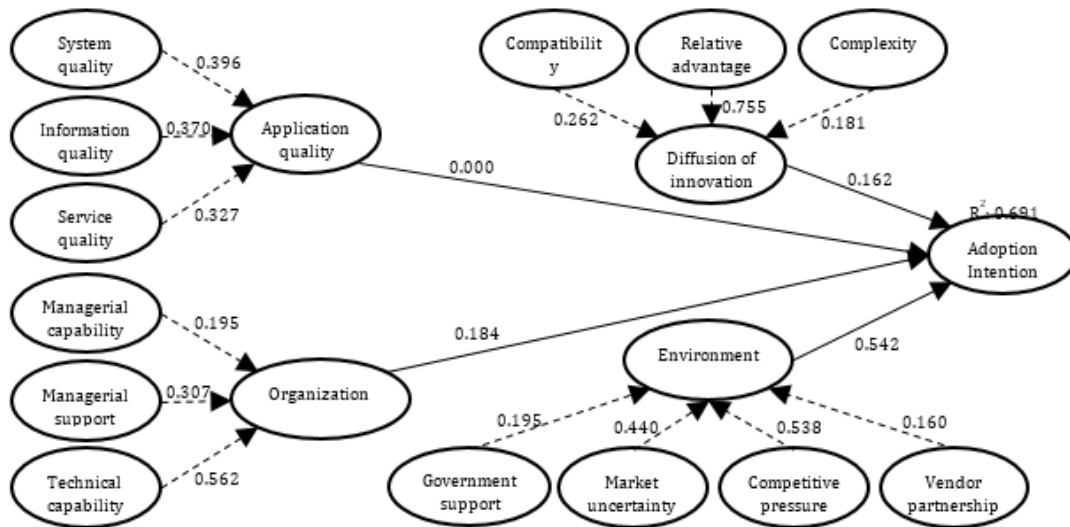 System
quality
0.396
Information
quality
0.370
Application
quality
Service
quality
0.327
Compatibilit
y
Relative
advantage
Complexity
0.262
0.755
0.181
Diffusion of
innovation
0.000
0.162
R²: 0.691
Adoption
Intention
Managerial
capability
0.195
Managerial
support
0.307
Organization
0.184
Technical
capability
0.562
Environment
0.542
0.195
0.440
0.538
0.160
Government
support
Market
uncertainty
Competitive
pressure
Vendor
partnership